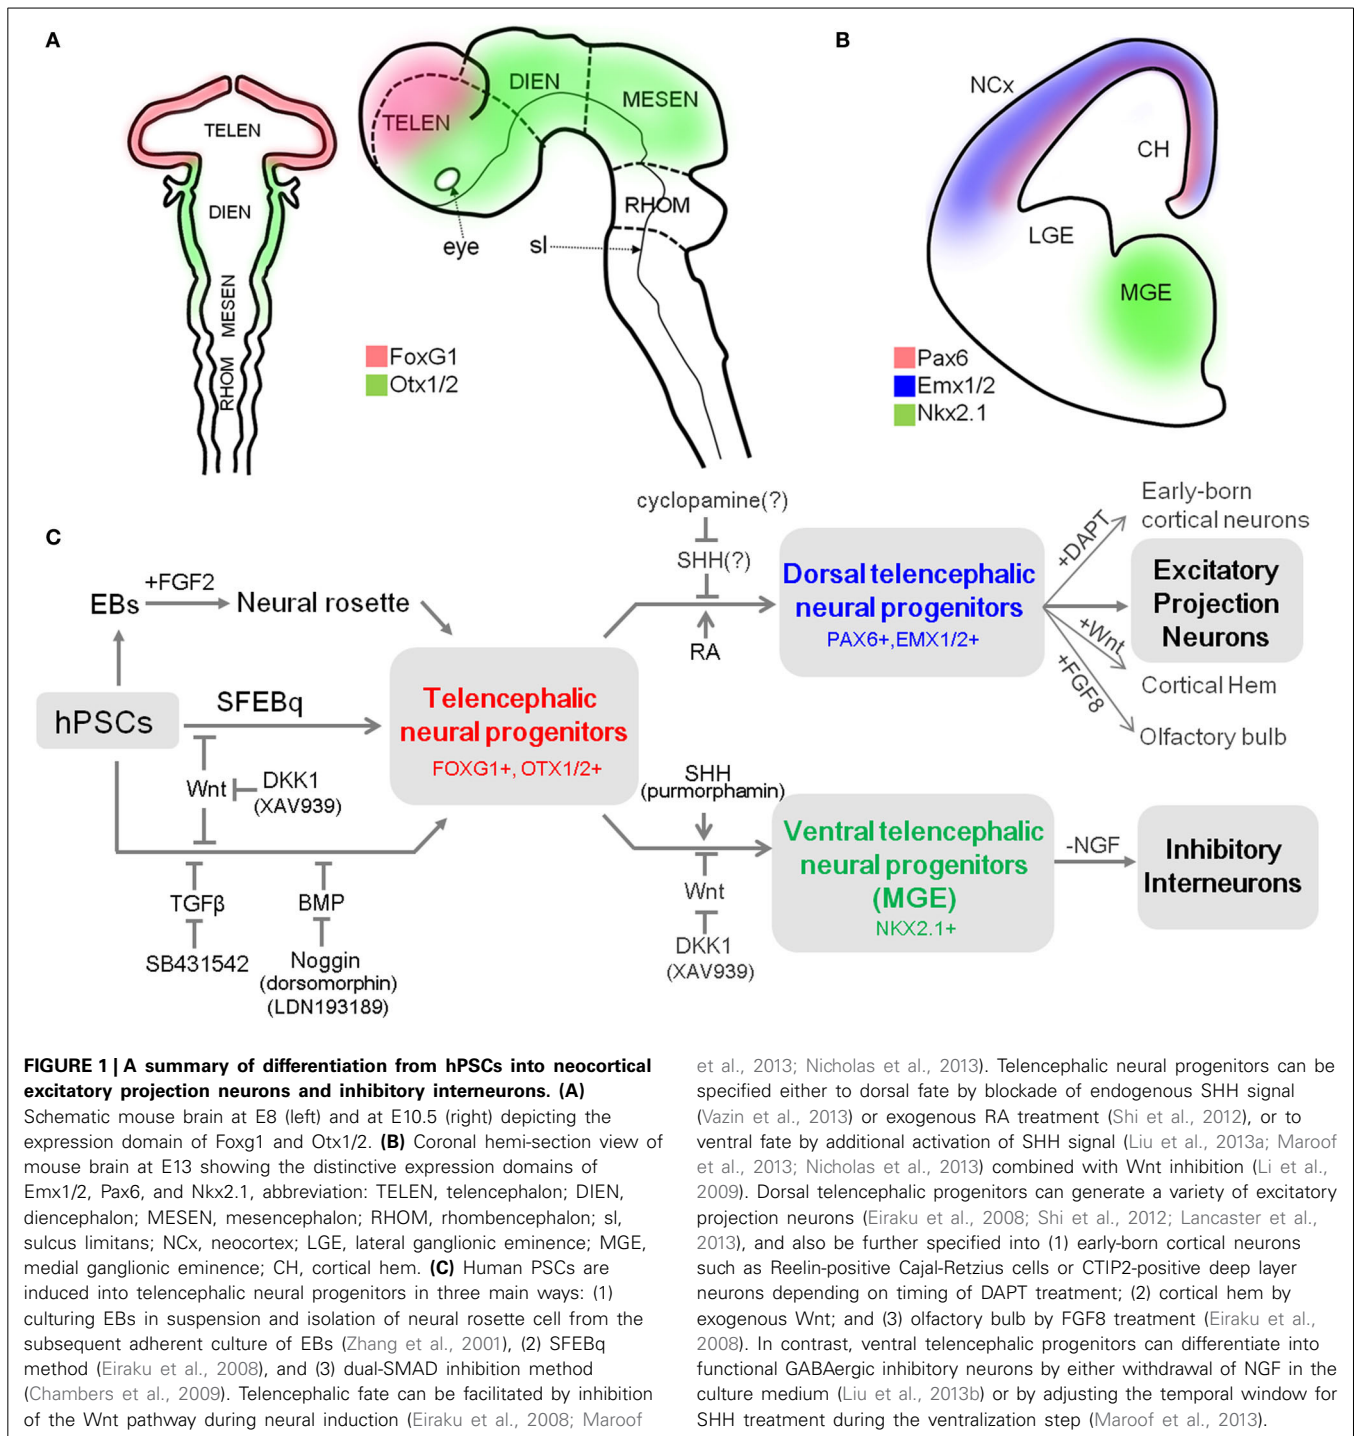 A
B
TELEN
DIEN
MESEN
RHOM
DIEN
MESEN
TELEN
RHOM
eye
sl
FoxG1
Otx1/2
NCx
CH
LGE
MGE
Pax6
Emx1/2
Nkx2.1
C
EBs
+FGF2
Neural rosette
hPSCs
SFEBq
Wnt
DKK1
(XAV939)
TGFβ
SB431542
BMP
Noggin
(dorsomorphin)
(LDN193189)
Telencephalic
neural progenitors
FOXG1+, OTX1/2+
cyclopamine(?)
SHH(?)
RA
Dorsal telencephalic
neural progenitors
PAX6+,EMX1/2+
+DAPT
+Wnt
+FGF8
Early-born
cortical neurons
Excitatory
Projection
Neurons
Cortical Hem
Olfactory bulb
SHH
(purmorphamin)
Wnt
DKK1
(XAV939)
Ventral telencephalic
neural progenitors
(MGE)
NKX2.1+
-NGF
Inhibitory
Interneurons
FIGURE 1 | A summary of differentiation from hPSCs into neocortical
excitatory projection neurons and inhibitory interneurons. (A)
Schematic mouse brain at E8 (left) and at E10.5 (right) depicting the
expression domain of Foxg1 and Otx1/2. (B) Coronal hemi-section view of
mouse brain at E13 showing the distinctive expression domains of
Emx1/2, Pax6, and Nkx2.1, abbreviation: TELEN, telencephalon; DIEN,
diencephalon; MESEN, mesencephalon; RHOM, rhombencephalon; sl,
sulcus limitans; NCx, neocortex; LGE, lateral ganglionic eminence; MGE,
medial ganglionic eminence; CH, cortical hem. (C) Human PSCs are
induced into telencephalic neural progenitors in three main ways: (1)
culturing EBs in suspension and isolation of neural rosette cell from the
subsequent adherent culture of EBs (Zhang et al., 2001), (2) SFEBq
method (Eiraku et al., 2008), and (3) dual-SMAD inhibition method
(Chambers et al., 2009). Telencephalic fate can be facilitated by inhibition
of the Wnt pathway during neural induction (Eiraku et al., 2008; Maroof
et al., 2013; Nicholas et al., 2013). Telencephalic neural progenitors can be
specified either to dorsal fate by blockade of endogenous SHH signal
(Vazin et al., 2013) or exogenous RA treatment (Shi et al., 2012), or to
ventral fate by additional activation of SHH signal (Liu et al., 2013a; Maroof
et al., 2013; Nicholas et al., 2013) combined with Wnt inhibition (Li et al.,
2009). Dorsal telencephalic progenitors can generate a variety of excitatory
projection neurons (Eiraku et al., 2008; Shi et al., 2012; Lancaster et al.,
2013), and also be further specified into (1) early-born cortical neurons
such as Reelin-positive Cajal-Retzius cells or CTIP2-positive deep layer
neurons depending on timing of DAPT treatment; (2) cortical hem by
exogenous Wnt; and (3) olfactory bulb by FGF8 treatment (Eiraku et al.,
2008). In contrast, ventral telencephalic progenitors can differentiate into
functional GABAergic inhibitory neurons by either withdrawal of NGF in the
culture medium (Liu et al., 2013b) or by adjusting the temporal window for
SHH treatment during the ventralization step (Maroof et al., 2013).